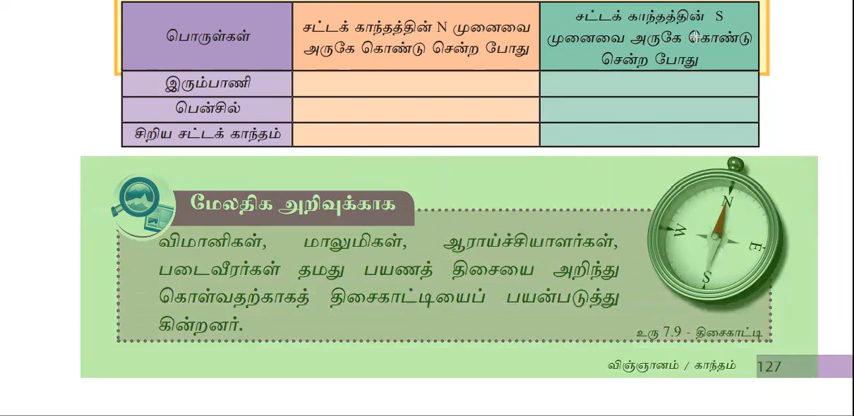 பொருள்கள்
சட்டக் காந்தத்தின் N முனைவை
அருகே கொண்டு சென்ற போது
சட்டக் காந்தத்தின் S
முனைவை அருகே கொண்டு
சென்ற போது
இரும்பாணி
பென்சில்
சிறிய சட்டக் காந்தம்
மேலதிக அறிவுக்காக
விமானிகள், மாலுமிகள், ஆராய்ச்சியாளர்கள்,
படைவீரர்கள் தமது பயணத் திசையை அறிந்து
கொள்வதற்காகத் திசைகாட்டியைப் பயன்படுத்து
கின்றனர்.
N
W
E
S
உரு 7.9 - திசைகாட்டி
விஞ்ஞானம் / காந்தம்
127